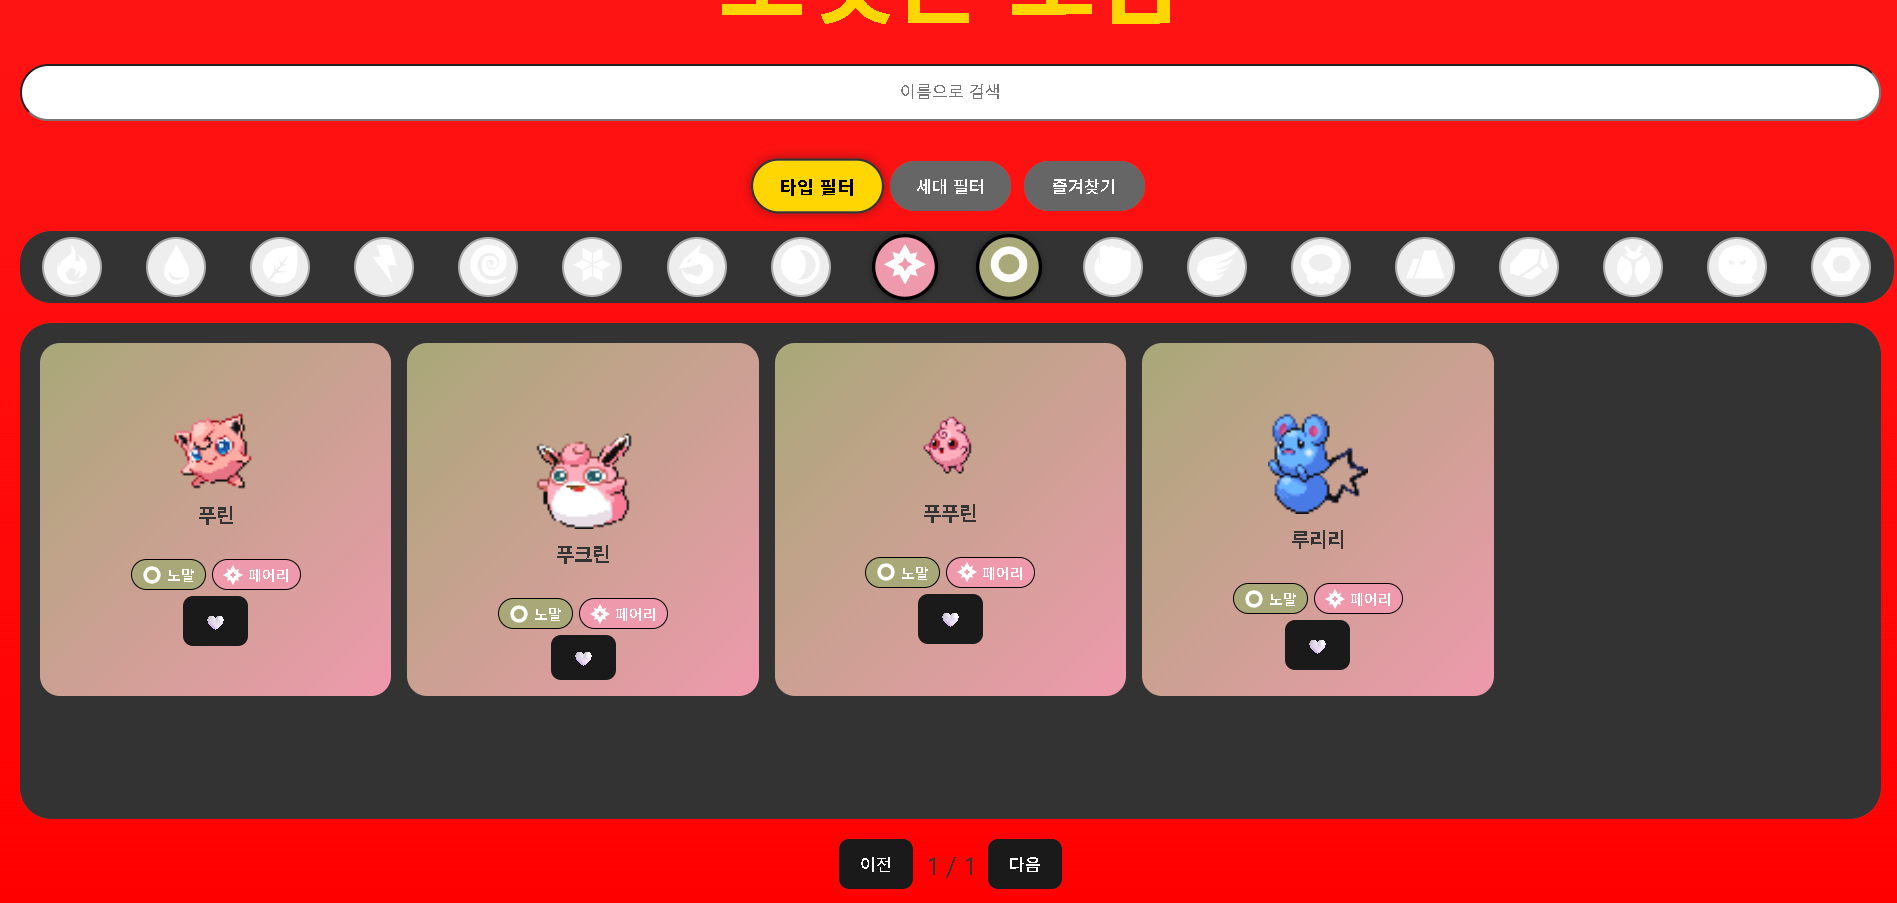 이름으로 검색
타입 필터 세대 필터 즐겨찾기
푸린
노말 페어리
푸크린
노말 페어리
푸푸린
노말 페어리
루리리
노말 페어리
이전 1 / 1 다음